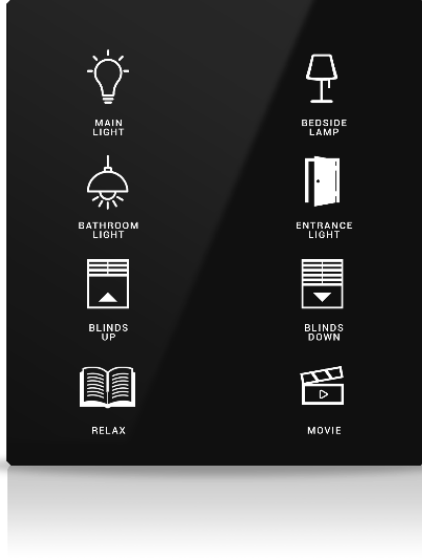 MAIN
LIGHT
BEDSIDE
LAMP
BATHROOM
LIGHT
ENTRANCE
LIGHT
BLINDS
UP
BLINDS
DOWN
RELAX
MOVIE